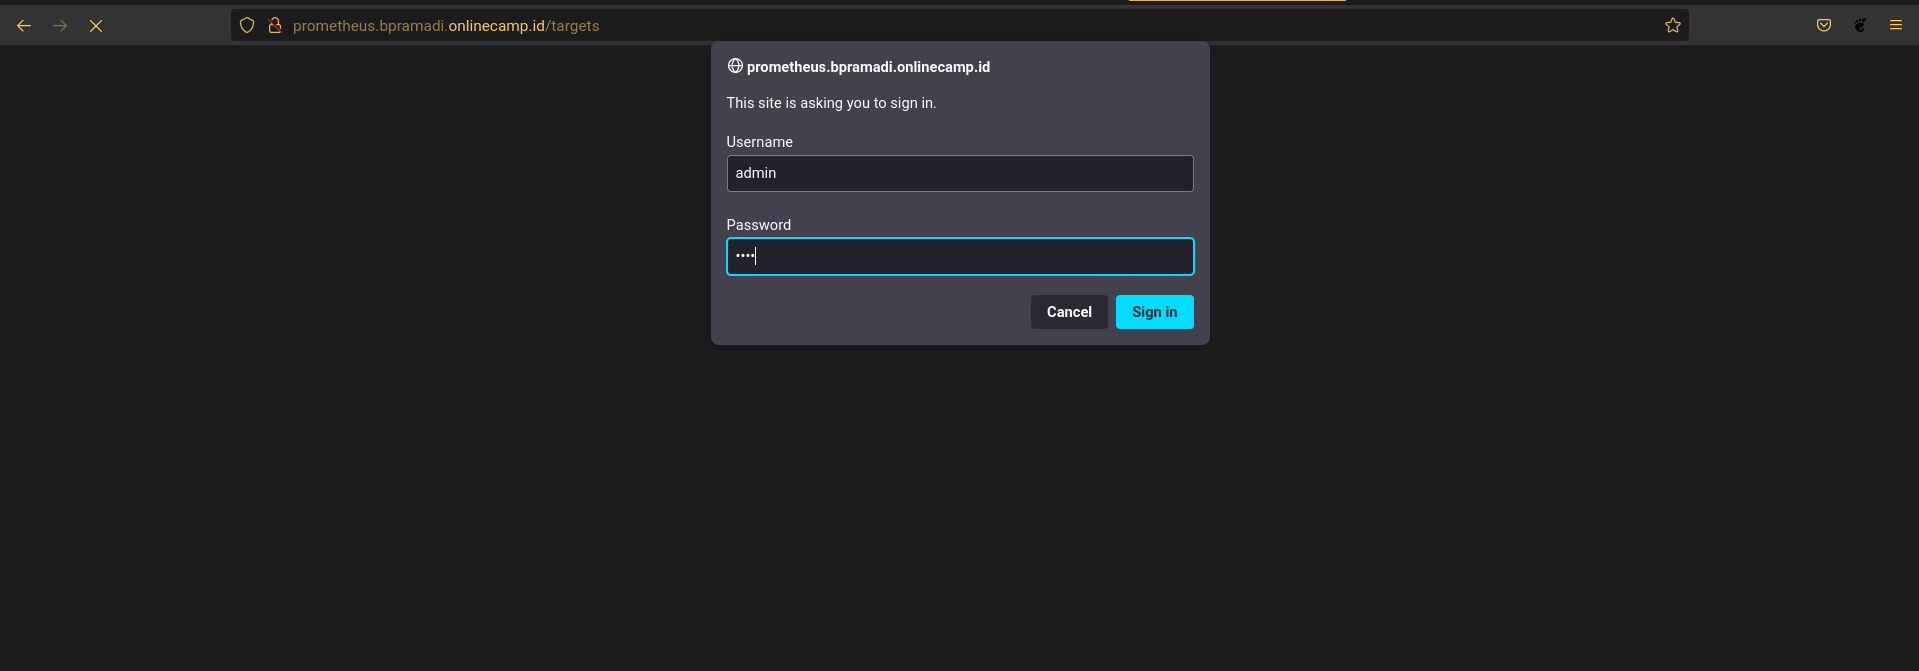 prometheus.bpramadi.onlinecamp.id/targets
prometheus.bpramadi.onlinecamp.id
This site is asking you to sign in.
Username
admin
Password
••••
Cancel
Sign in